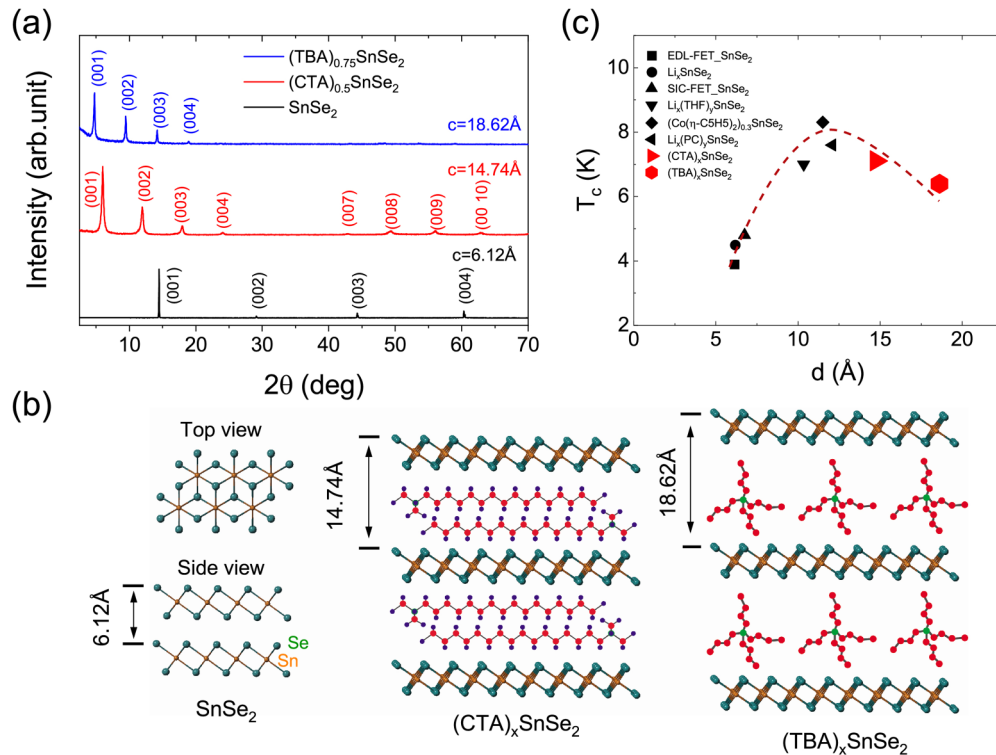 (a)
Intensity (arb.unit)
(TBA)0.75SnSe2
(CTA)0.5SnSe2
SnSe2
(001)
(002)
(003)
(004)
c=18.62Å
(001)
(002)
(003)
(004)
c=14.74Å
(007)
(008)
(009)
(00 10)
c=6.12Å
(001)
(002)
(003)
(004)
10 20 30 40 50 60 70
2θ (deg)
(c)
Tc (K)
10
8
6
4
2
EDL-FET_SnSe2
LixSnSe2
SIC-FET_SnSe2
Lix(THF)ySnSe2
(Co(η-C5H5)2)0.3SnSe2
Lix(PC)ySnSe2
(CTA)xSnSe2
(TBA)xSnSe2
0 5 10 15 20
d (Å)
(b)
Top view
Side view
6.12Å
Se
Sn
SnSe2
14.74Å
(CTA)xSnSe2
18.62Å
(TBA)xSnSe2